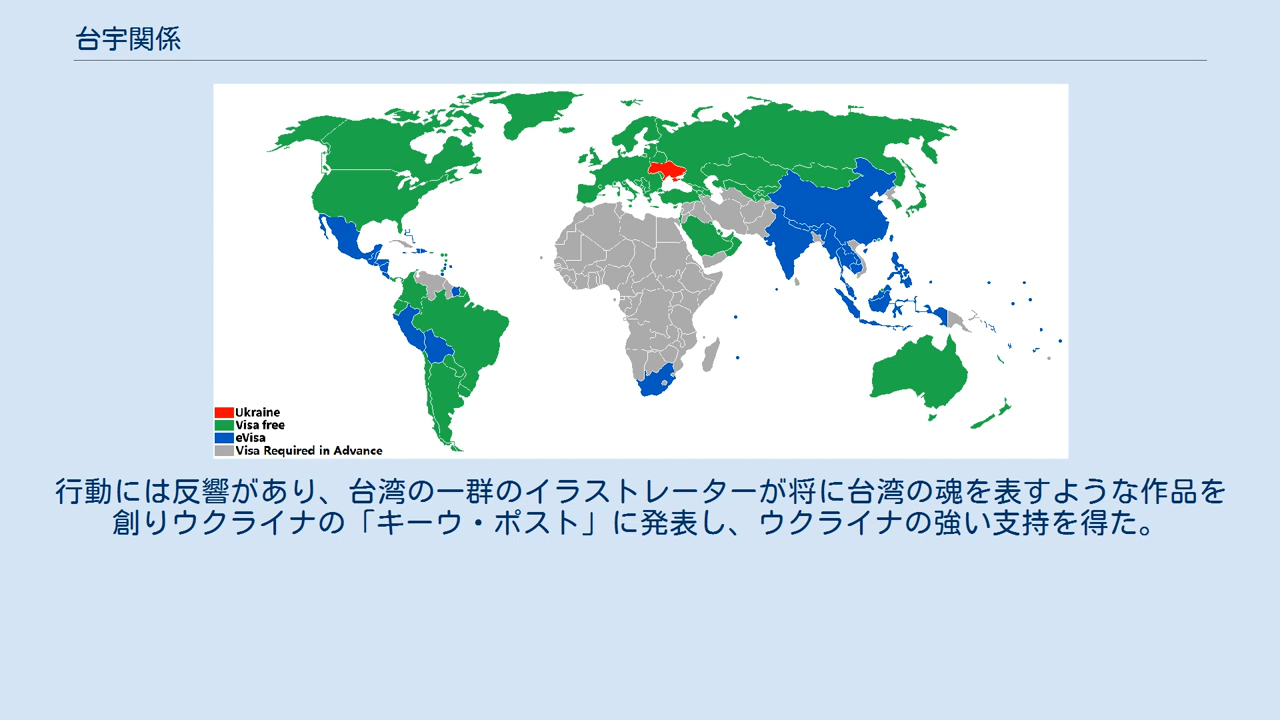 台宇関係
Ukraine
Visa free
eVisa
Visa Required in Advance
行動には反響があり、台湾の一群のイラストレーターが将に台湾の魂を表すような作品を
創りウクライナの「キーウ・ポスト」に発表し、ウクライナの強い支持を得た。